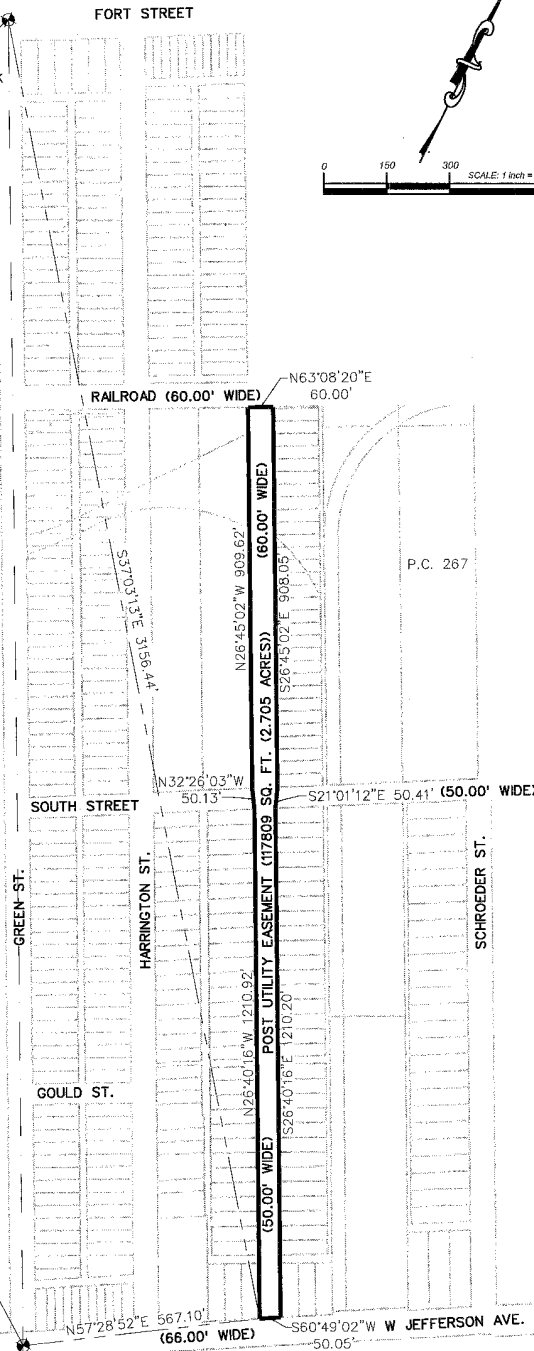 FORT STREET
0 150 300
SCALE: 1 inch =
N63°08'20"E
60.00'
RAILROAD (60.00' WIDE)
(60.00' WIDE)
N26°45'02"W 909.62'
S26°45'02"E 908.05'
P.C. 267
S37°03'13"E 3156.44'
POST UTILITY EASEMENT (117809 SQ. FT. (2.705 ACRES))
N32°26'03"W
50.13'
S21°01'12"E 50.41' (50.00' WIDE)
SOUTH STREET
GREEN ST.
HARRINGTON ST.
SCHROEDER ST.
N26°40'16"W 1210.92'
S26°40'16"E 1210.20'
GOULD ST.
(50.00' WIDE)
N57°28'52"E 567.10'
(66.00' WIDE)
S60°49'02"W W JEFFERSON AVE.
50.05'